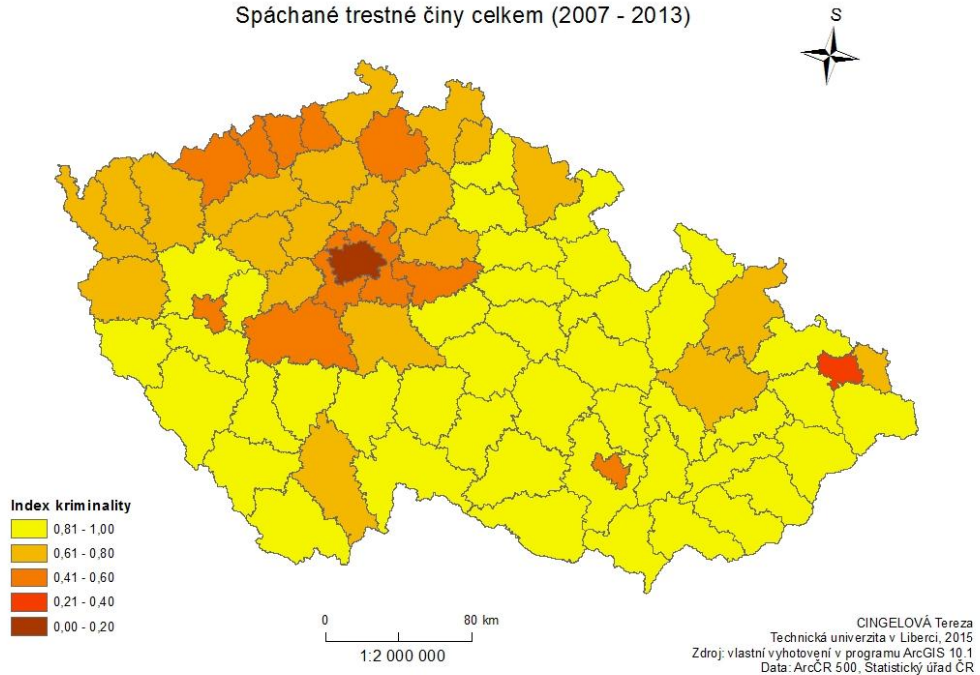 Spáchané trestné činy celkem (2007 - 2013)
S
Index kriminality
0,81 - 1,00
0,61 - 0,80
0,41 - 0,60
0,21 - 0,40
0,00 - 0,20
0 80 km
1:2 000 000
CINGELOVÁ Tereza
Technická univerzita v Liberci, 2015
Zdroj: vlastní vyhotovení v programu ArcGIS 10.1
Data: ArcČR 500, Statistický úřad ČR